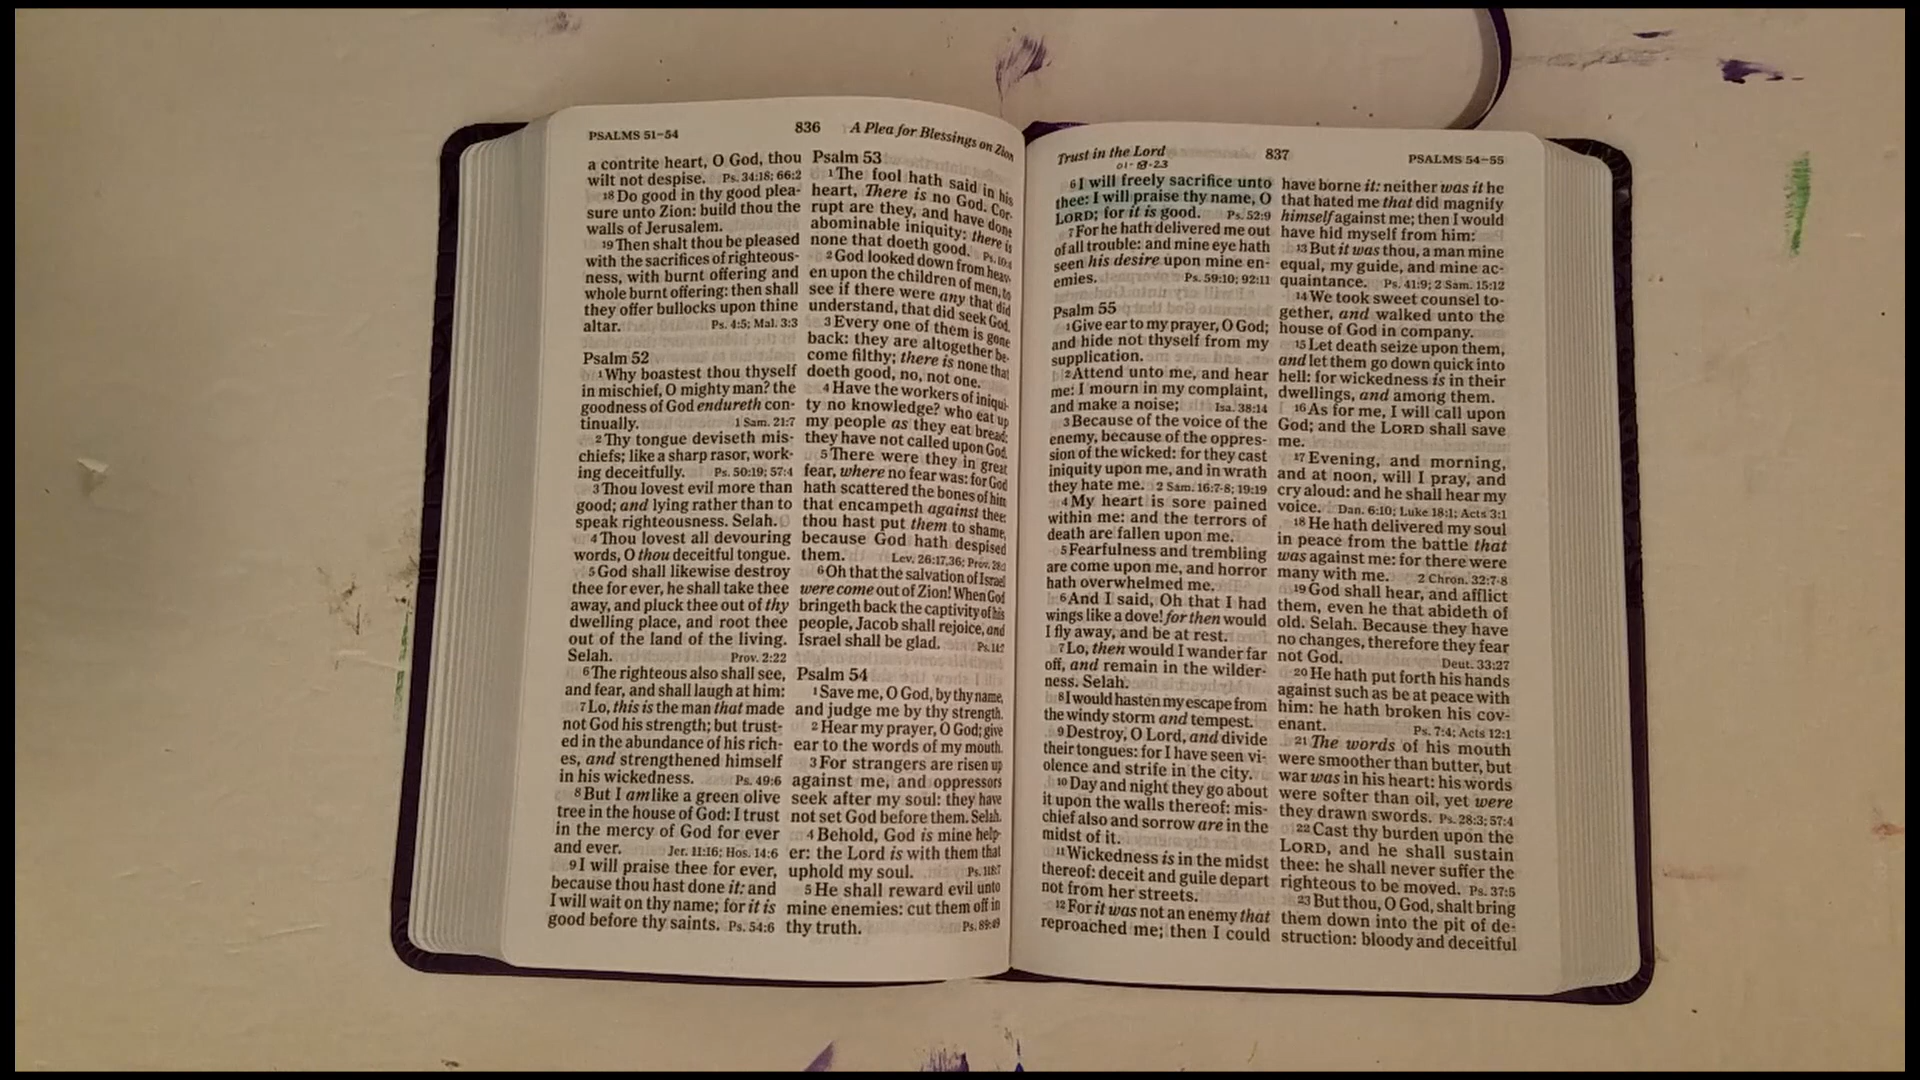 PSALMS 51-54
836
A Plea for Blessings on Zion
a contrite heart, O God, thou
wilt not despise. Ps. 34:18; 66:2
18 Do good in thy good plea-
sure unto Zion: build thou the
walls of Jerusalem.
19 Then shalt thou be pleased
with the sacrifices of righteous-
ness, with burnt offering and
whole burnt offering: then shall
they offer bullocks upon thine
altar. Ps. 4:5; Mal. 3:3
Psalm 52
1 Why boastest thou thyself
in mischief, O mighty man? the
goodness of God endureth con-
tinually. 1 Sam. 21:7
2 Thy tongue deviseth mis-
chiefs; like a sharp rasor, work-
ing deceitfully. Ps. 50:19; 57:4
3 Thou lovest evil more than
good; and lying rather than to
speak righteousness. Selah.
4 Thou lovest all devouring
words, O thou deceitful tongue.
5 God shall likewise destroy
thee for ever, he shall take thee
away, and pluck thee out of thy
dwelling place, and root thee
out of the land of the living.
Selah. Prov. 2:22
6 The righteous also shall see,
and fear, and shall laugh at him:
7 Lo, this is the man that made
not God his strength; but trust-
ed in the abundance of his rich-
es, and strengthened himself
in his wickedness. Ps. 49:6
8 But I am like a green olive
tree in the house of God: I trust
in the mercy of God for ever
and ever. Jer. 11:16; Hos. 14:6
9 I will praise thee for ever,
because thou hast done it: and
I will wait on thy name; for it is
good before thy saints. Ps. 54:6
Psalm 53
1 The fool hath said in his
heart, There is no God. Cor-
rupt are they, and have done
abominable iniquity: there is
none that doeth good. Ps. 10:4
2 God looked down from heav-
en upon the children of men, to
see if there were any that did
understand, that did seek God.
3 Every one of them is gone
back: they are altogether be-
come filthy; there is none that
doeth good, no, not one.
4 Have the workers of iniqui-
ty no knowledge? who eat up
my people as they eat bread:
they have not called upon God.
5 There were they in great
fear, where no fear was: for God
hath scattered the bones of him
that encampeth against thee:
thou hast put them to shame,
because God hath despised
them. Lev. 26:17,36; Prov. 28:1
6 Oh that the salvation of Israel
were come out of Zion! When God
bringeth back the captivity of his
people, Jacob shall rejoice, and
Israel shall be glad. Ps. 14:7
Psalm 54
1 Save me, O God, by thy name,
and judge me by thy strength.
2 Hear my prayer, O God; give
ear to the words of my mouth.
3 For strangers are risen up
against me, and oppressors
seek after my soul: they have
not set God before them. Selah.
4 Behold, God is mine help-
er: the Lord is with them that
uphold my soul. Ps. 118:7
5 He shall reward evil unto
mine enemies: cut them off in
thy truth. Ps. 89:49
Trust in the Lord
837
PSALMS 54-55
6 I will freely sacrifice unto
thee: I will praise thy name, O
LORD; for it is good. Ps. 52:9
7 For he hath delivered me out
of all trouble: and mine eye hath
seen his desire upon mine en-
emies. Ps. 59:10; 92:11
Psalm 55
1 Give ear to my prayer, O God;
and hide not thyself from my
supplication.
2 Attend unto me, and hear
me: I mourn in my complaint,
and make a noise; Isa. 38:14
3 Because of the voice of the
enemy, because of the oppres-
sion of the wicked: for they cast
iniquity upon me, and in wrath
they hate me. 2 Sam. 16:7-8; 19:19
4 My heart is sore pained
within me: and the terrors of
death are fallen upon me.
5 Fearfulness and trembling
are come upon me, and horror
hath overwhelmed me.
6 And I said, Oh that I had
wings like a dove! for then would
I fly away, and be at rest.
7 Lo, then would I wander far
off, and remain in the wilder-
ness. Selah.
8 I would hasten my escape from
the windy storm and tempest.
9 Destroy, O Lord, and divide
their tongues: for I have seen vi-
olence and strife in the city.
10 Day and night they go about
it upon the walls thereof: mis-
chief also and sorrow are in the
midst of it.
11 Wickedness is in the midst
thereof: deceit and guile depart
not from her streets.
12 For it was not an enemy that
reproached me; then I could
have borne it: neither was it he
that hated me that did magnify
himself against me; then I would
have hid myself from him:
13 But it was thou, a man mine
equal, my guide, and mine ac-
quaintance. Ps. 41:9; 2 Sam. 15:12
14 We took sweet counsel to-
gether, and walked unto the
house of God in company.
15 Let death seize upon them,
and let them go down quick into
hell: for wickedness is in their
dwellings, and among them.
16 As for me, I will call upon
God; and the LORD shall save
me.
17 Evening, and morning,
and at noon, will I pray, and
cry aloud: and he shall hear my
voice. Dan. 6:10; Luke 18:1; Acts 3:1
18 He hath delivered my soul
in peace from the battle that
was against me: for there were
many with me. 2 Chron. 32:7-8
19 God shall hear, and afflict
them, even he that abideth of
old. Selah. Because they have
no changes, therefore they fear
not God. Deut. 33:27
20 He hath put forth his hands
against such as be at peace with
him: he hath broken his cov-
enant. Ps. 7:4; Acts 12:1
21 The words of his mouth
were smoother than butter, but
war was in his heart: his words
were softer than oil, yet were
they drawn swords. Ps. 28:3; 57:4
22 Cast thy burden upon the
LORD, and he shall sustain
thee: he shall never suffer the
righteous to be moved. Ps. 37:5
23 But thou, O God, shalt bring
them down into the pit of de-
struction: bloody and deceitful